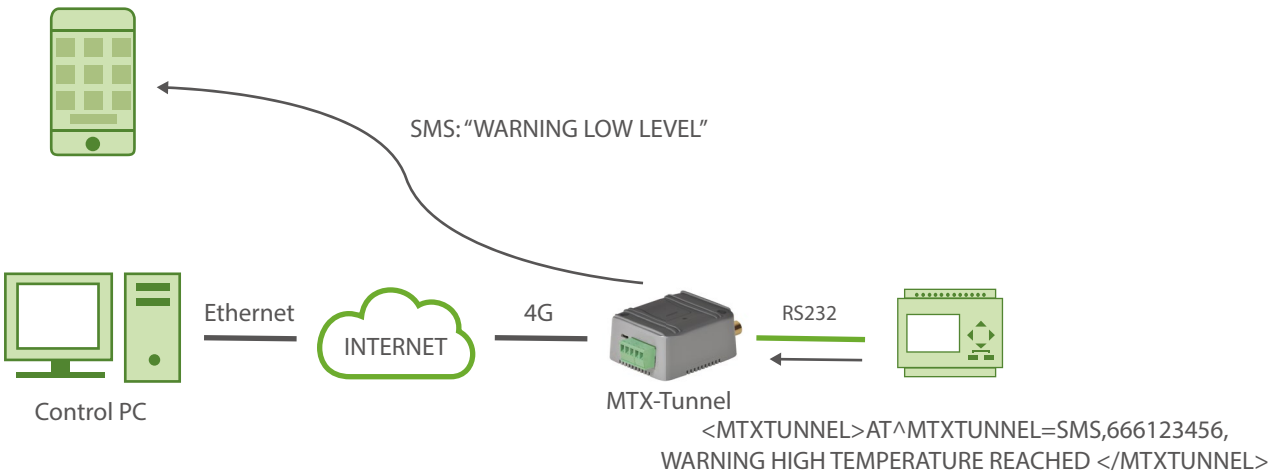 SMS: “WARNING LOW LEVEL”
Ethernet
INTERNET
4G
RS232
Control PC
MTX-Tunnel
<MTXTUNNEL>AT^MTXTUNNEL=SMS,666123456,
WARNING HIGH TEMPERATURE REACHED </MTXTUNNEL>